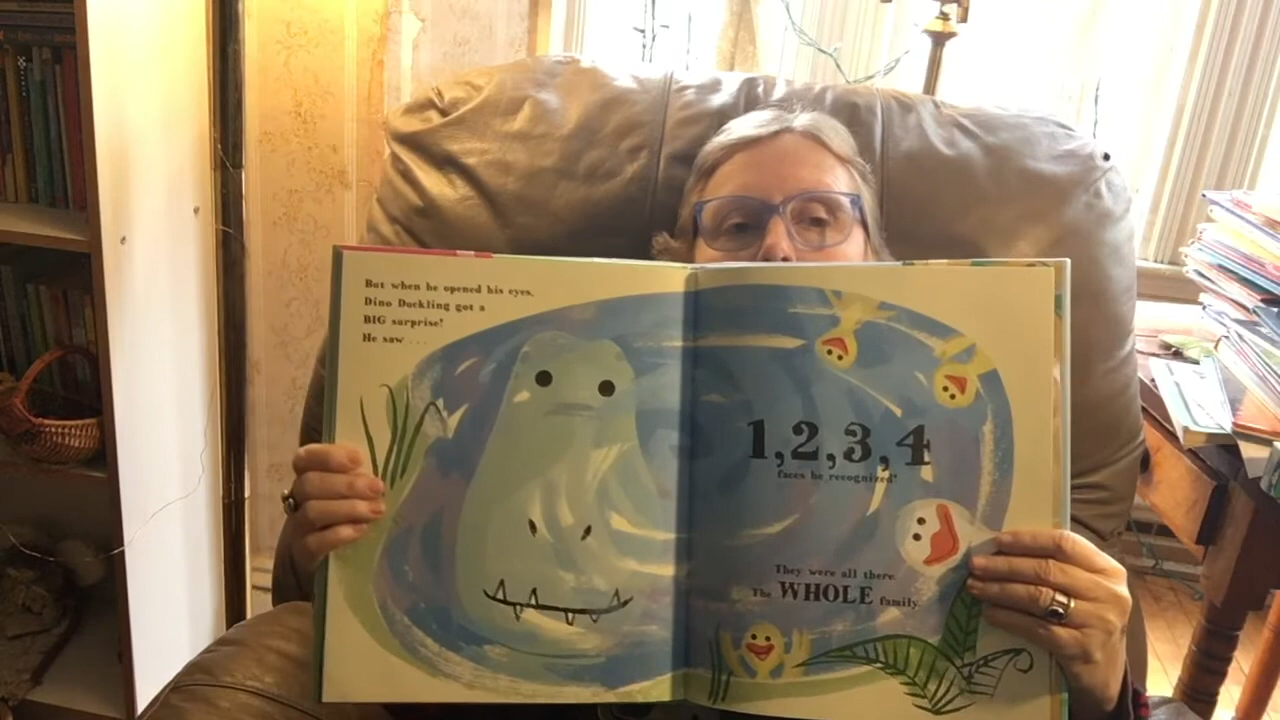 But when he opened his eyes,
Dino Duckling got a
BIG surprise!
He saw . . .
1,2,3,4
faces he recognized!
They were all there.
The WHOLE family.